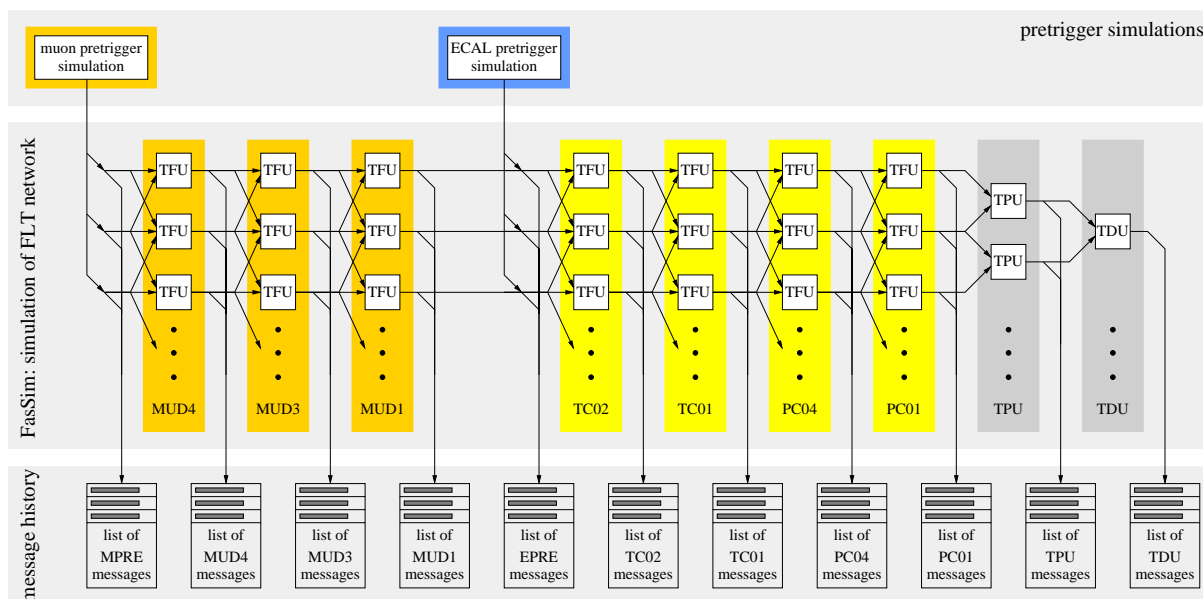 pretrigger simulations
muon pretrigger
simulation
ECAL pretrigger
simulation
FasSim: simulation of FLT network
TFU TFU TFU TFU TFU TFU TFU
TPU
TFU TFU TFU TFU TFU TFU TFU
TDU
TPU
TFU TFU TFU TFU TFU TFU TFU
MUD4 MUD3 MUD1 TC02 TC01 PC04 PC01 TPU TDU
message history
list of
MPRE
messages
list of
MUD4
messages
list of
MUD3
messages
list of
MUD1
messages
list of
EPRE
messages
list of
TC02
messages
list of
TC01
messages
list of
PC04
messages
list of
PC01
messages
list of
TPU
messages
list of
TDU
messages